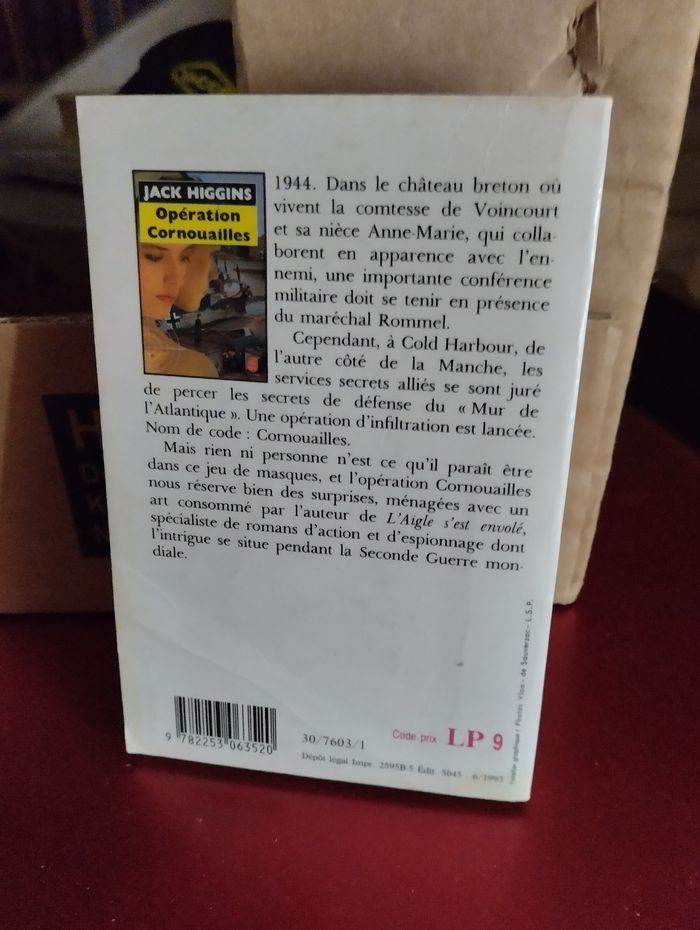 JACK HIGGINS
Opération
Cornouailles
1944. Dans le château breton où
vivent la comtesse de Voincourt
et sa nièce Anne-Marie, qui colla-
borent en apparence avec l'en-
nemi, une importante conférence
militaire doit se tenir en présence
du maréchal Rommel.
Cependant, à Cold Harbour, de
l'autre côté de la Manche, les
services secrets alliés se sont juré
de percer les secrets de défense du « Mur de
l'Atlantique ». Une opération d'infiltration est lancée.
Nom de code : Cornouailles.
Mais rien ni personne n'est ce qu'il paraît être
dans ce jeu de masques, et l'opération Cornouailles
nous réserve bien des surprises, ménagées avec un
art consommé par l'auteur de L'Aigle s'est envolé,
spécialiste de romans d'action et d'espionnage dont
l'intrigue se situe pendant la Seconde Guerre mon-
diale.
9 782253 063520
30/7603/1
Code prix LP 9
Dépôt légal Impr. 2595B-5 Édit. 5045 - 6/1993
l'atelier graphique / Photos Vloo - de Sauverzac - L.S.P.